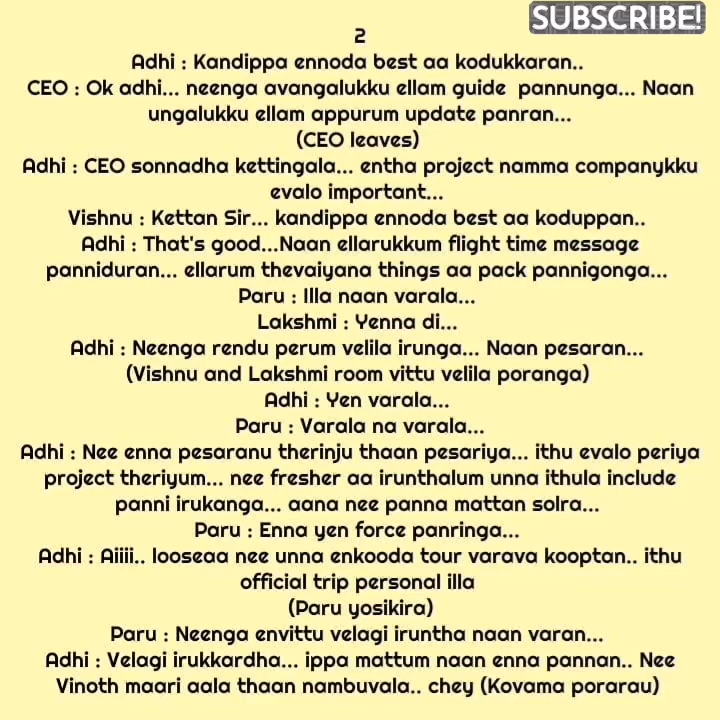 SUBSCRIBE!
2
Adhi : Kandippa ennoda best aa kodukkaran..
CEO : Ok adhi... neenga avangalukku ellam guide pannunga... Naan
ungalukku ellam appurum update panran...
(CEO leaves)
Adhi : CEO sonnadha kettingala... entha project namma companykku
evalo important...
Vishnu : Kettan Sir... kandippa ennoda best aa koduppan..
Adhi : That's good...Naan ellarukkum flight time message
panniduran... ellarum thevaiyana things aa pack pannigonga...
Paru : Illa naan varala...
Lakshmi : Yenna di...
Adhi : Neenga rendu perum velila irunga... Naan pesaran...
(Vishnu and Lakshmi room vittu velila poranga)
Adhi : Yen varala...
Paru : Varala na varala...
Adhi : Nee enna pesaranu therinju thaan pesariya... ithu evalo periya
project theriyum... nee fresher aa irunthalum unna ithula include
panni irukanga... aana nee panna mattan solra...
Paru : Enna yen force panringa...
Adhi : Aiiii.. looseaa nee unna enkooda tour varava kooptan.. ithu
official trip personal illa
(Paru yosikira)
Paru : Neenga envittu velagi iruntha naan varan...
Adhi : Velagi irukkardha... ippa mattum naan enna pannan.. Nee
Vinoth maari aala thaan nambuvala.. chey (Kovama porarau)